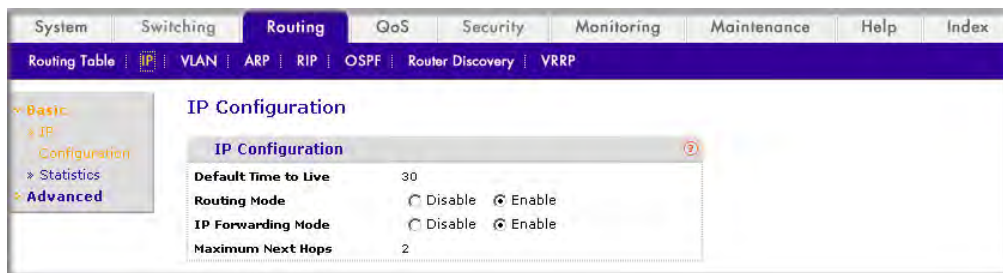 System Switching Routing QoS Security Monitoring Maintenance Help Index
Routing Table IP VLAN ARP RIP OSPF Router Discovery VRRP
Basic
» IP
Configuration
» Statistics
Advanced
IP Configuration
IP Configuration ?
Default Time to Live 30
Routing Mode Disable Enable
IP Forwarding Mode Disable Enable
Maximum Next Hops 2